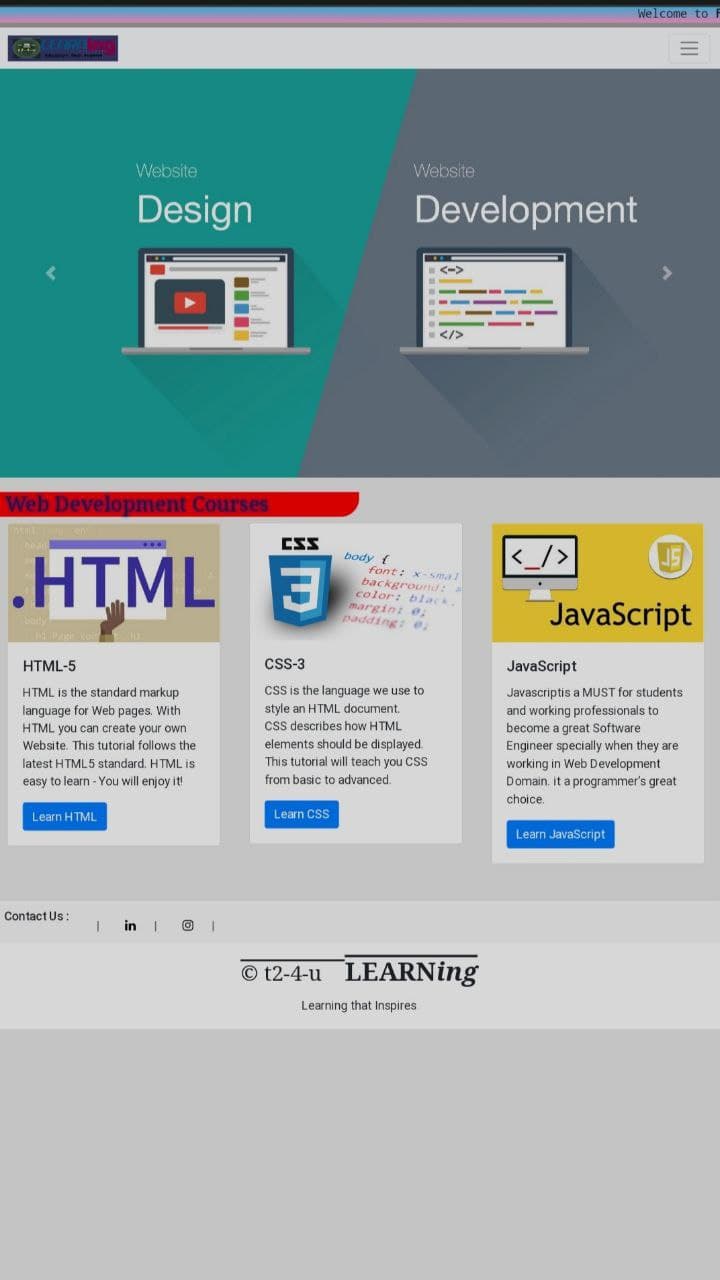 Welcome to
LEARNing
Website
Design
Website
Development
<->
</>
Web Development Courses
.HTML
HTML-5
HTML is the standard markup
language for Web pages. With
HTML you can create your own
Website. This tutorial follows the
latest HTML5 standard. HTML is
easy to learn - You will enjoy it!
Learn HTML
CSS
3
body {
font: x-smal
background:
color: black.
margin: 0;
padding: 0;
CSS-3
CSS is the language we use to
style an HTML document.
CSS describes how HTML
elements should be displayed.
This tutorial will teach you CSS
from basic to advanced.
Learn CSS
<_/>
JS
JavaScript
JavaScript
Javascriptis a MUST for students
and working professionals to
become a great Software
Engineer specially when they are
working in Web Development
Domain. it a programmer's great
choice.
Learn JavaScript
Contact Us :
| in | |
© t2-4-u LEARNing
Learning that Inspires